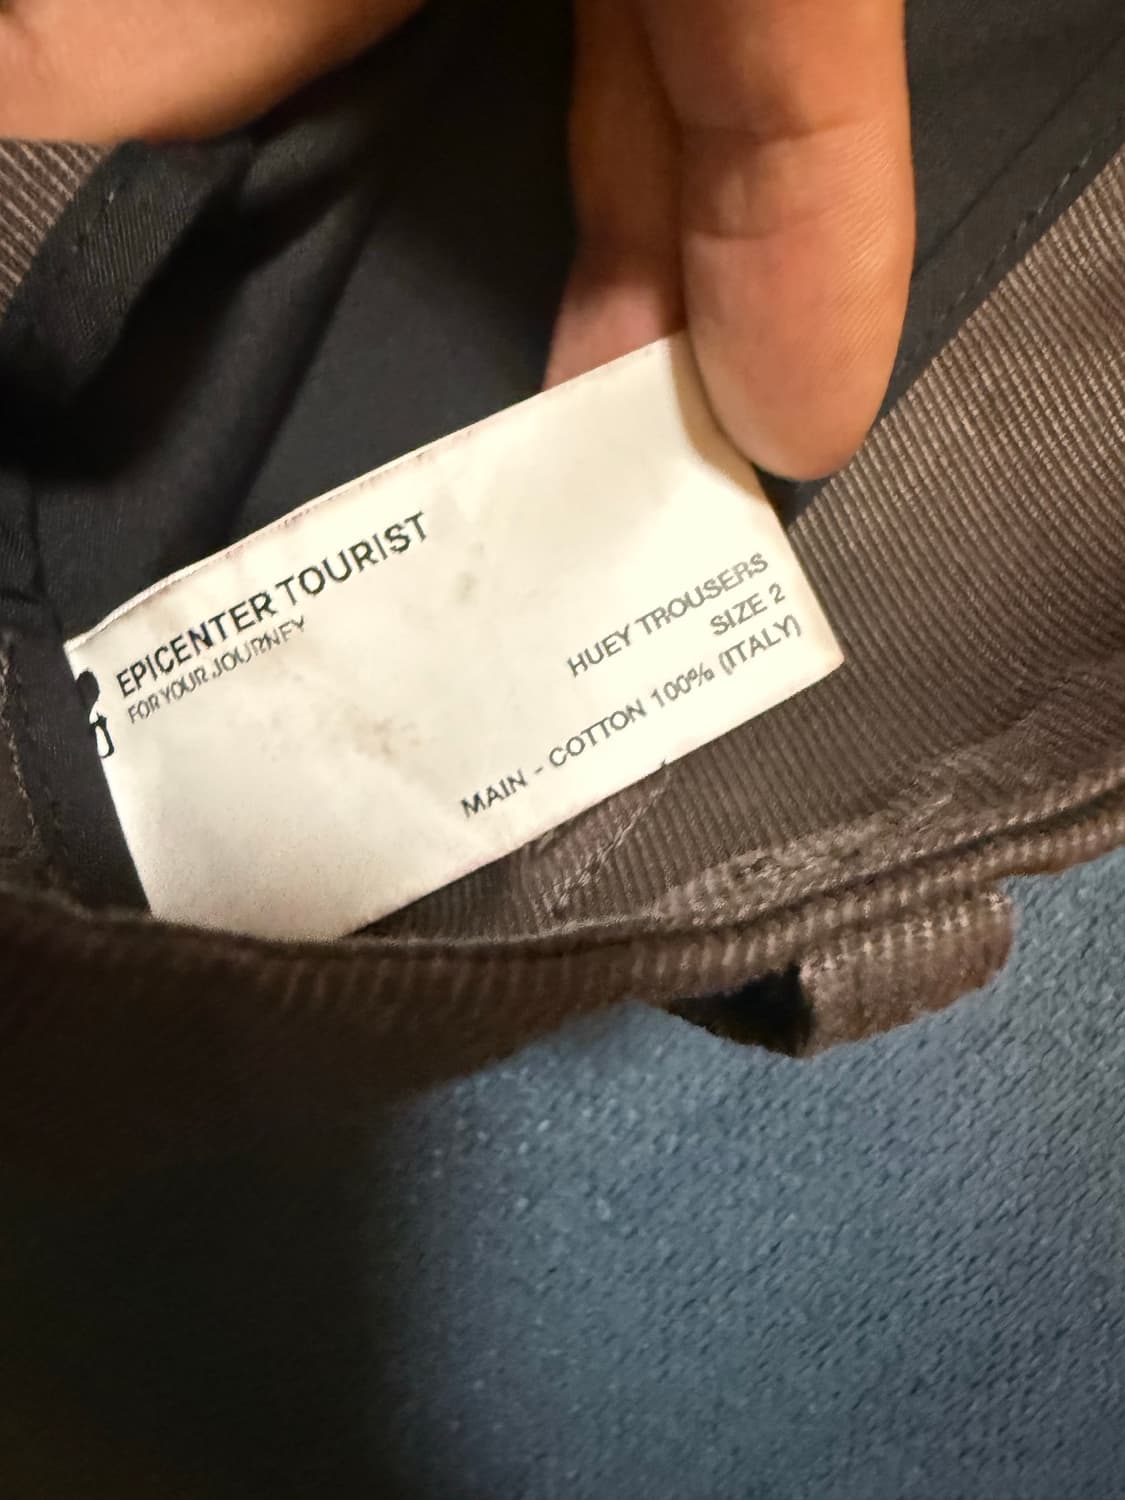 EPICENTER TOURIST
FOR YOUR JOURNEY
HUEY TROUSERS
SIZE 2
MAIN - COTTON 100% (ITALY)